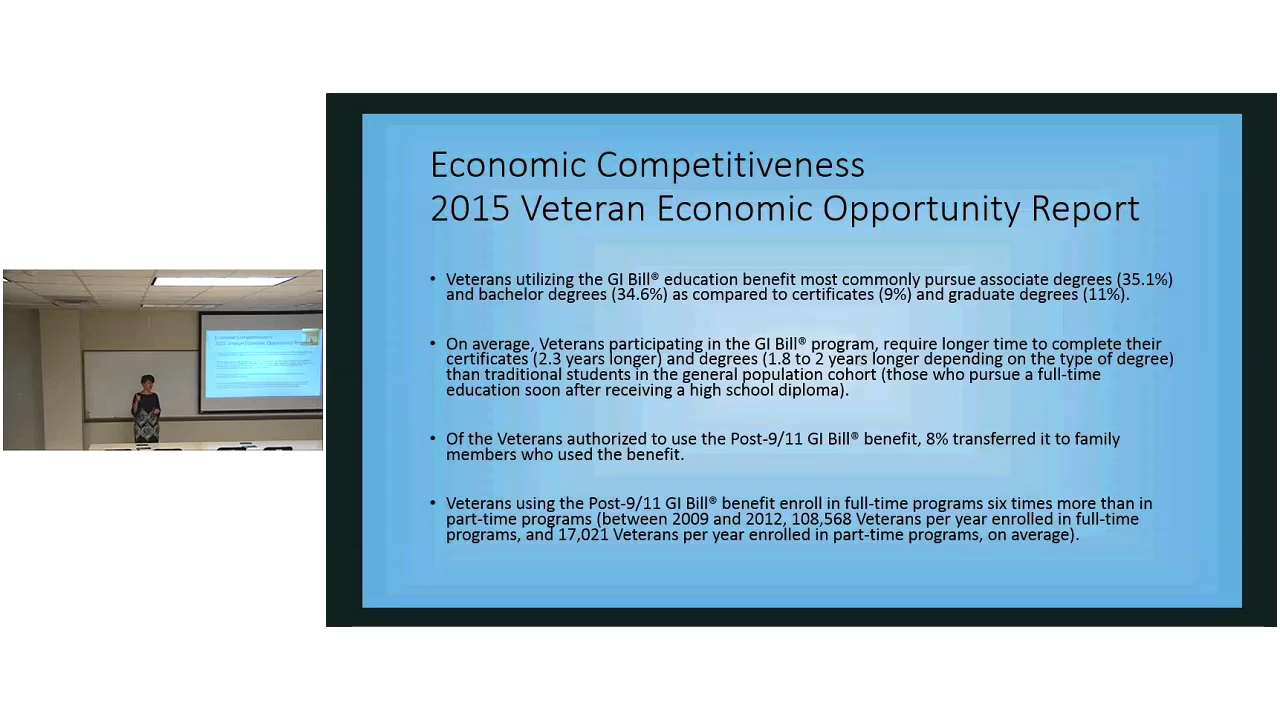 Economic Competitiveness
2015 Veteran Economic Opportunity Report
• Veterans utilizing the GI Bill® education benefit most commonly pursue associate degrees (35.1%)
and bachelor degrees (34.6%) as compared to certificates (9%) and graduate degrees (11%).
• On average, Veterans participating in the GI Bill® program, require longer time to complete their
certificates (2.3 years longer) and degrees (1.8 to 2 years longer depending on the type of degree)
than traditional students in the general population cohort (those who pursue a full-time
education soon after receiving a high school diploma).
• Of the Veterans authorized to use the Post-9/11 GI Bill® benefit, 8% transferred it to family
members who used the benefit.
• Veterans using the Post-9/11 GI Bill® benefit enroll in full-time programs six times more than in
part-time programs (between 2009 and 2012, 108,568 Veterans per year enrolled in full-time
programs, and 17,021 Veterans per year enrolled in part-time programs, on average).
Economic Competitiveness
2015 Veteran Economic Opportunity Report